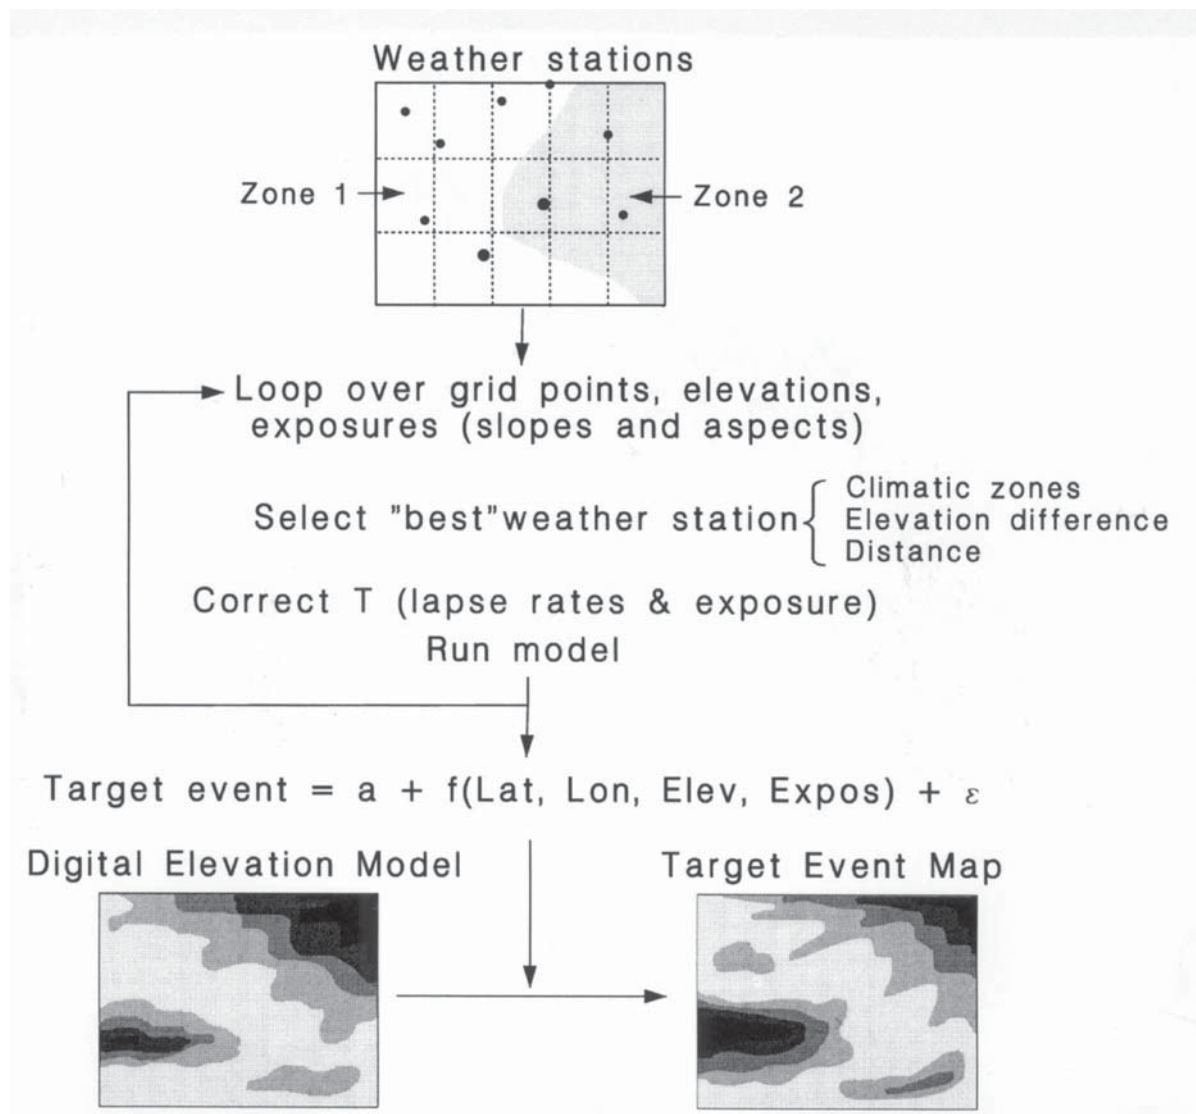 Weather stations
Zone 1
Zone 2
Loop over grid points, elevations,
exposures (slopes and aspects)
Select "best"weather station
Climatic zones
Elevation difference
Distance
Correct T (lapse rates & exposure)
Run model
Target event = a + f(Lat, Lon, Elev, Expos) + ε
Digital Elevation Model
Target Event Map